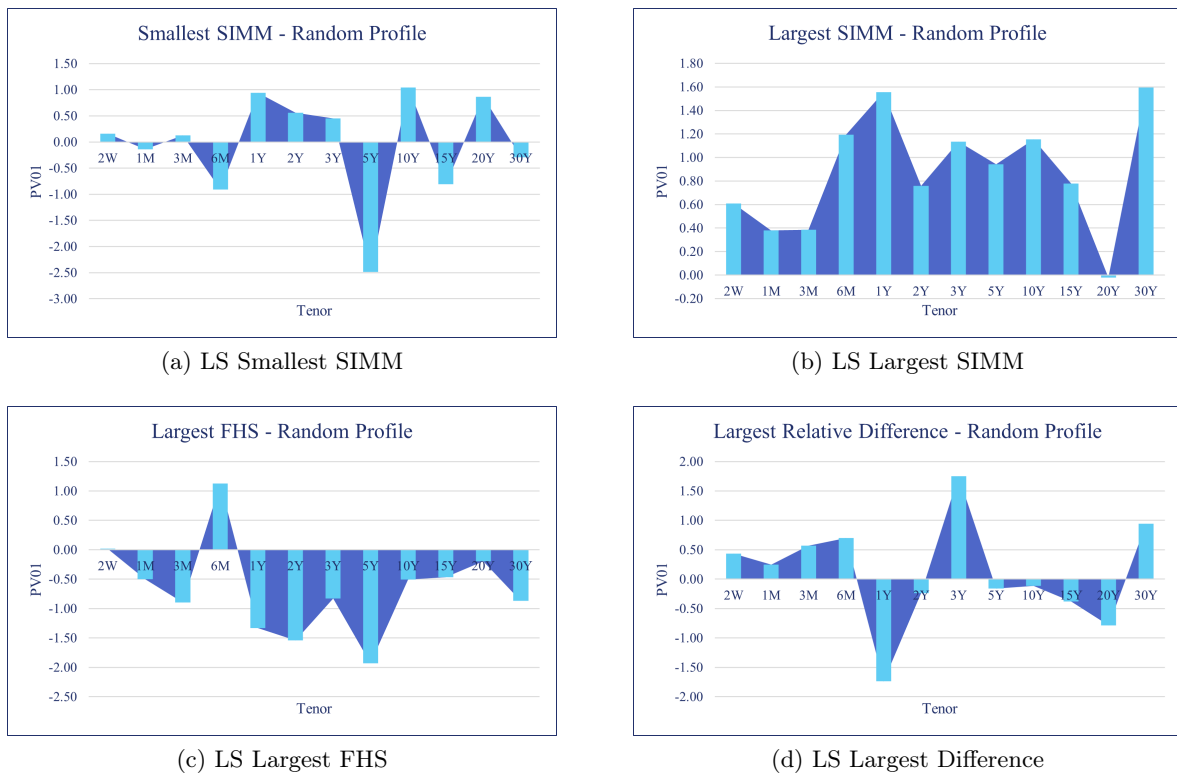 Smallest SIMM - Random Profile
1.50
1.00
0.50
0.00
-0.50
-1.00
-1.50
-2.00
-2.50
-3.00
PV01
2W 1M 3M 6M 1Y 2Y 3Y 5Y 10Y 15Y 20Y 30Y
Tenor
(a) LS Smallest SIMM
Largest SIMM - Random Profile
1.80
1.60
1.40
1.20
1.00
0.80
0.60
0.40
0.20
0.00
-0.20
PV01
2W 1M 3M 6M 1Y 2Y 3Y 5Y 10Y 15Y 20Y 30Y
Tenor
(b) LS Largest SIMM
Largest FHS - Random Profile
1.50
1.00
0.50
0.00
-0.50
-1.00
-1.50
-2.00
-2.50
PV01
2W 1M 3M 6M 1Y 2Y 3Y 5Y 10Y 15Y 20Y 30Y
Tenor
(c) LS Largest FHS
Largest Relative Difference - Random Profile
2.00
1.50
1.00
0.50
0.00
-0.50
-1.00
-1.50
-2.00
PV01
2W 1M 3M 6M 1Y 2Y 3Y 5Y 10Y 15Y 20Y 30Y
Tenor
(d) LS Largest Difference